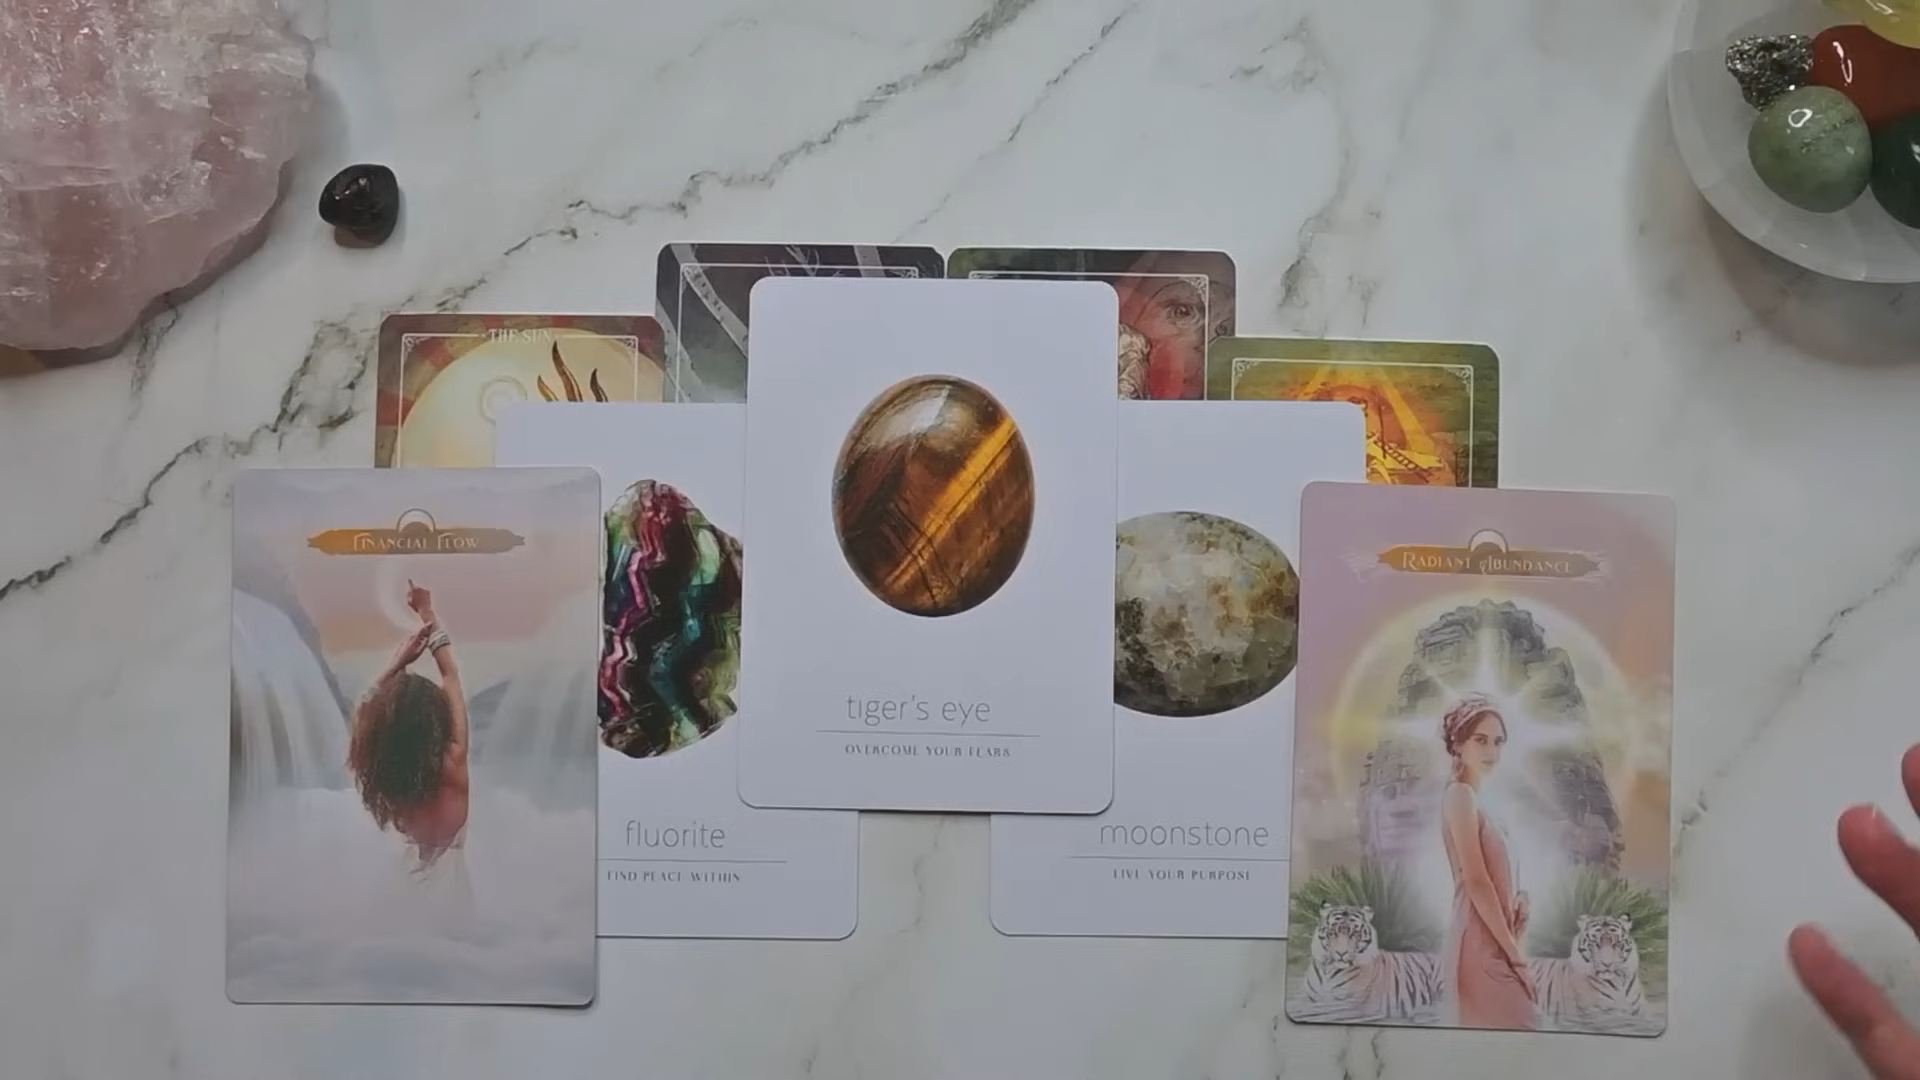 THE SUN
FINANCIAL FLOW
RADIANT ABUNDANCE
tiger's eye
OVERCOME YOUR FEARS
fluorite
FIND PEACE WITHIN
moonstone
LIVE YOUR PURPOSE